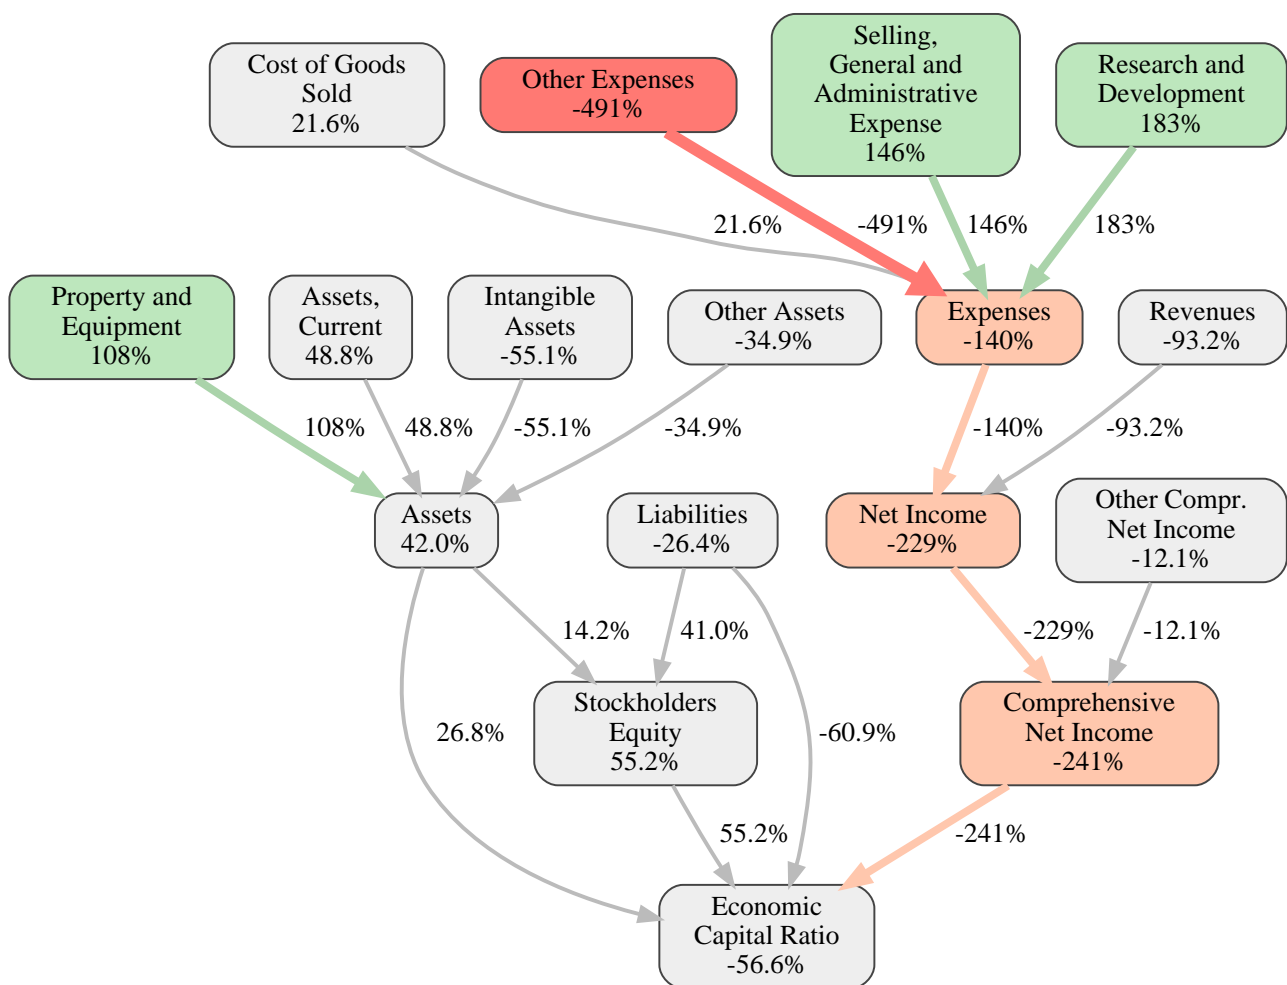 Cost of Goods
Sold
21.6%
Other Expenses
-491%
Selling,
General and
Administrative
Expense
146%
Research and
Development
183%
21.6%
-491%
146%
183%
Property and
Equipment
108%
Assets,
Current
48.8%
Intangible
Assets
-55.1%
Other Assets
-34.9%
Expenses
-140%
Revenues
-93.2%
108%
48.8%
-55.1%
-34.9%
-140%
-93.2%
Assets
42.0%
Liabilities
-26.4%
Net Income
-229%
Other Compr.
Net Income
-12.1%
14.2%
41.0%
-229%
-12.1%
26.8%
Stockholders
Equity
55.2%
-60.9%
Comprehensive
Net Income
-241%
55.2%
-241%
Economic
Capital Ratio
-56.6%